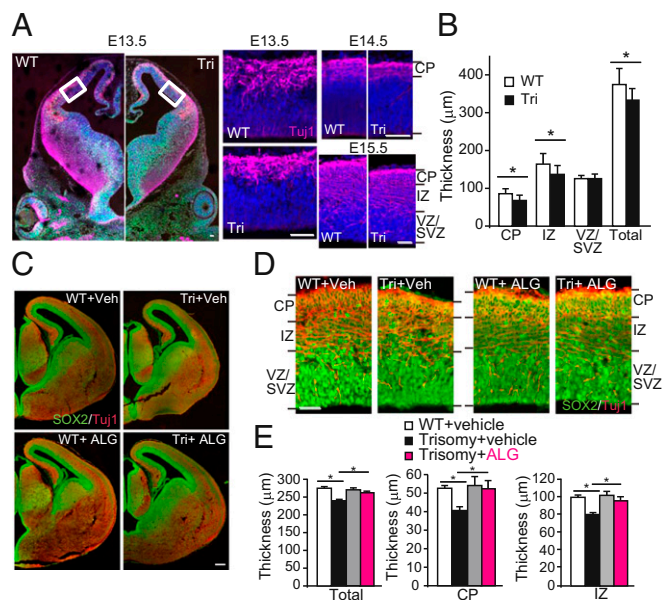 A
E13.5
WT
Tri
E13.5
WT
Tuj1
Tri
E14.5
WT
Tri
CP
E15.5
WT
Tri
CP
IZ
VZ/
SVZ
B
Thickness (µm)
400
300
200
100
0
WT
Tri
*
*
*
CP
IZ
VZ/
SVZ
Total
C
WT+Veh
Tri+Veh
SOX2/Tuj1
WT+ ALG
Tri+ ALG
D
WT+Veh
Tri+Veh
WT+ ALG
Tri+ ALG
CP
IZ
VZ/
SVZ
CP
IZ
VZ/
SVZ
SOX2/Tuj1
E
WT+vehicle
Trisomy+vehicle
Trisomy+ALG
Thickness (µm)
300
250
200
150
100
50
0
*
*
Total
Thickness (µm)
60
40
20
0
*
*
CP
Thickness (µm)
120
100
80
60
40
20
0
*
*
IZ